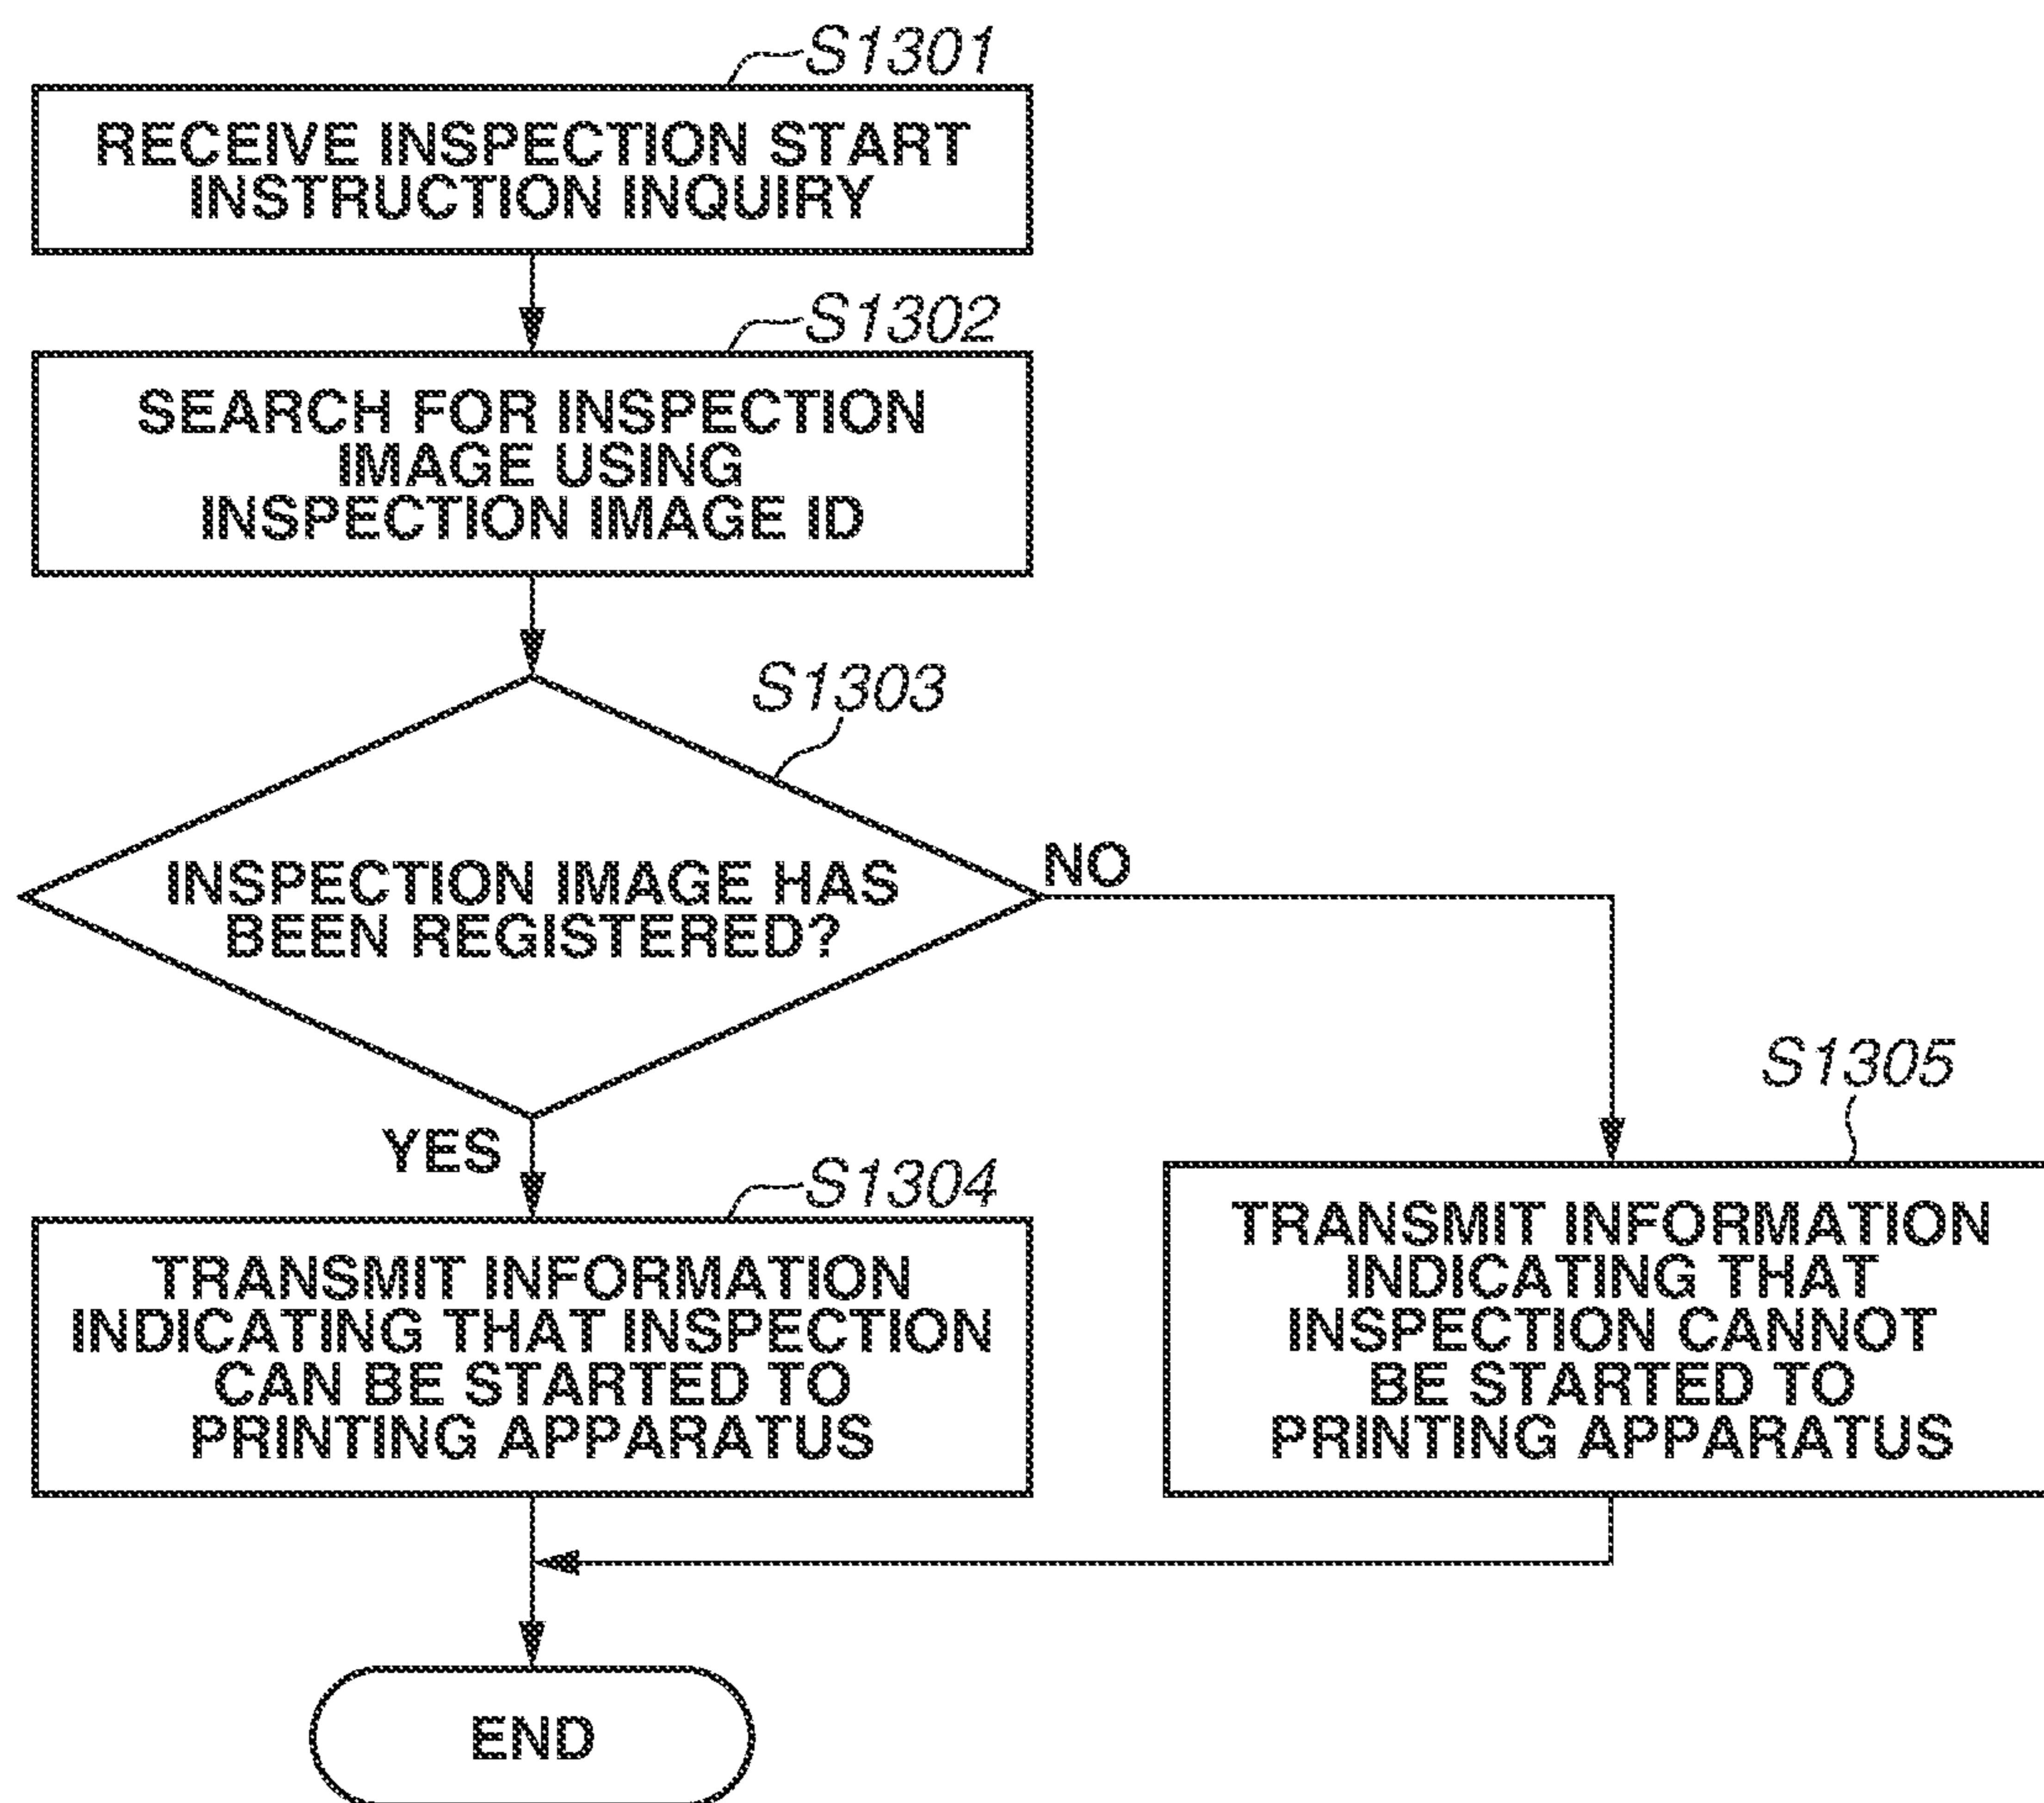 S1301
RECEIVE INSPECTION START
INSTRUCTION INQUIRY
S1302
SEARCH FOR INSPECTION
IMAGE USING
INSPECTION IMAGE ID
S1303
INSPECTION IMAGE HAS
BEEN REGISTERED?
NO
YES
S1304
TRANSMIT INFORMATION
INDICATING THAT INSPECTION
CAN BE STARTED TO
PRINTING APPARATUS
S1305
TRANSMIT INFORMATION
INDICATING THAT
INSPECTION CANNOT
BE STARTED TO
PRINTING APPARATUS
END